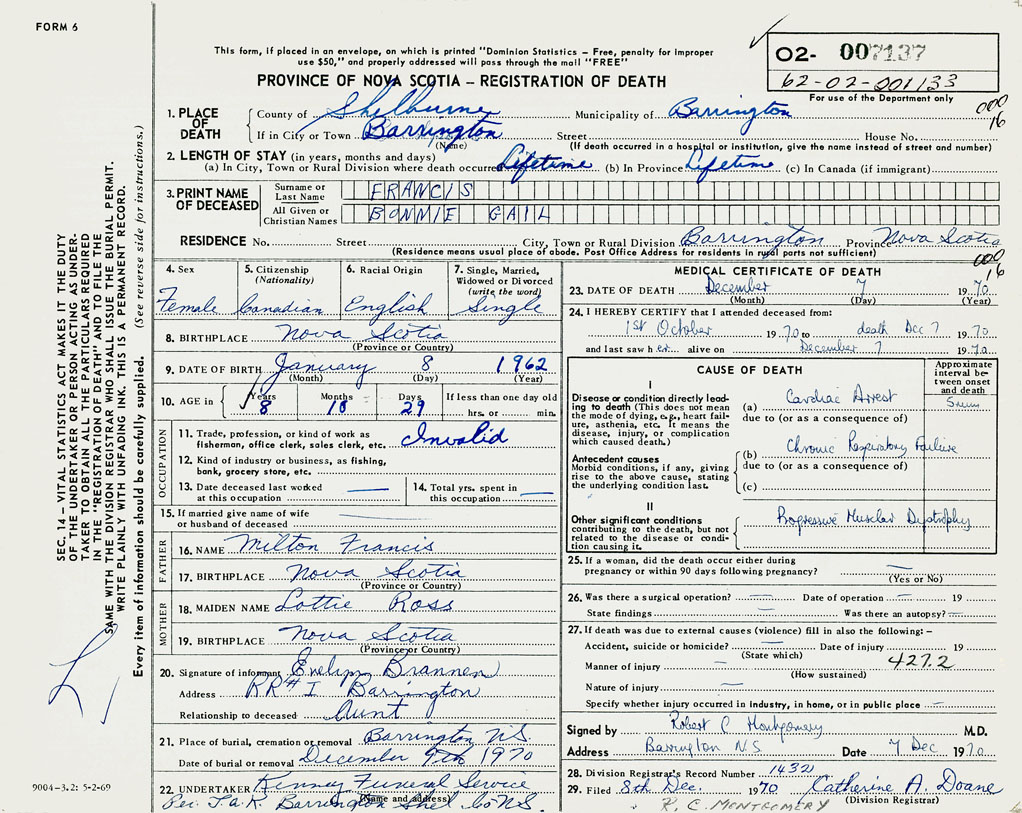 FORM 6
This form, if placed in an envelope, on which is printed "Dominion Statistics – Free, penalty for improper
use $50," and properly addressed will pass through the mail "FREE"
PROVINCE OF NOVA SCOTIA – REGISTRATION OF DEATH
02- 007137
62-02-001133
For use of the Department only
000
16
1. PLACE OF DEATH
County of Shelburne Municipality of Barrington
If in City or Town Barrington Street House No.
(Name) (If death occurred in a hospital or institution, give the name instead of street and number)
2. LENGTH OF STAY (in years, months and days)
(a) In City, Town or Rural Division where death occurred Lifetime (b) In Province Lifetime (c) In Canada (if immigrant)
3. PRINT NAME OF DECEASED
Surname or Last Name FRANCIS
All Given or Christian Names BONNIE GAIL
RESIDENCE No. Street City, Town or Rural Division Barrington Province Nova Scotia
(Residence means usual place of abode. Post Office Address for residents in rural parts not sufficient)
000
16
4. Sex Female
5. Citizenship (Nationality) Canadian
6. Racial Origin English
7. Single, Married, Widowed or Divorced (write the word) Single
8. BIRTHPLACE Nova Scotia
(Province or Country)
9. DATE OF BIRTH January 8 1962
(Month) (Day) (Year)
10. AGE in Years 8 Months 10 Days 29 If less than one day old
hrs. or min.
OCCUPATION
11. Trade, profession, or kind of work as
fisherman, office clerk, sales clerk, etc. Invalid
12. Kind of industry or business, as fishing,
bank, grocery store, etc.
13. Date deceased last worked
at this occupation
14. Total yrs. spent in
this occupation
15. If married give name of wife
or husband of deceased
FATHER
16. NAME Milton Francis
17. BIRTHPLACE Nova Scotia
(Province or Country)
MOTHER
18. MAIDEN NAME Lottie Ross
19. BIRTHPLACE Nova Scotia
(Province or Country)
20. Signature of informant Evelyn Brannen
Address RR# 1 Barrington
Relationship to deceased Aunt
21. Place of burial, cremation or removal Barrington N.S.
Date of burial or removal December 9th 1970
22. UNDERTAKER Kenney Funeral Service
(Name and address)
Per: Barrington Shel. Co N.S.
MEDICAL CERTIFICATE OF DEATH
23. DATE OF DEATH December 7 1970
(Month) (Day) (Year)
24. I HEREBY CERTIFY that I attended deceased from:
1st October 1970 to death Dec 7 1970
and last saw her alive on December 7 1970
CAUSE OF DEATH
Approximate interval between onset and death
I
Disease or condition directly leading to death (This does not
mean the mode of dying, e.g., heart failure, asthenia, etc. It means the
disease, injury, or complication
which caused death.)
(a) Cardiac Arrest
due to (or as a consequence of)
Antecedent causes
Morbid conditions, if any, giving
rise to the above cause, stating
the underlying condition last.
(b) Chronic Respiratory Failure
due to (or as a consequence of)
(c)
II
Other significant conditions
contributing to the death, but not
related to the disease or condition causing it.
Progressive Muscular Dystrophy
25. If a woman, did the death occur either during
pregnancy or within 90 days following pregnancy?
(Yes or No)
26. Was there a surgical operation? Date of operation 19
State findings Was there an autopsy?
27. If death was due to external causes (violence) fill in also the following: –
Accident, suicide or homicide? Date of injury 19
(State which)
427.2
Manner of injury
(How sustained)
Nature of injury
Specify whether injury occurred in industry, in home, or in public place
Signed by Robert C Montgomery M.D.
Address Barrington N S Date 7 Dec 1970
28. Division Registrar's Record Number 1432
29. Filed 8th Dec. 1970 Catherine A. Doane
(Division Registrar)
R. C. MONTGOMERY
SEC. 14 – VITAL STATISTICS ACT MAKES IT THE DUTY
OF THE UNDERTAKER OR PERSON ACTING AS UNDERTAKER
TO OBTAIN ALL THE PARTICULARS REQUIRED
IN THE "REGISTRATION OF DEATH" AND TO FILE THE
SAME WITH THE DIVISION REGISTRAR WHO SHALL ISSUE THE BURIAL PERMIT.
WRITE PLAINLY WITH UNFADING INK. THIS IS A PERMANENT RECORD.
Every item of information should be carefully supplied. (See reverse side for instructions.)
9004-3.2: 5-2-69